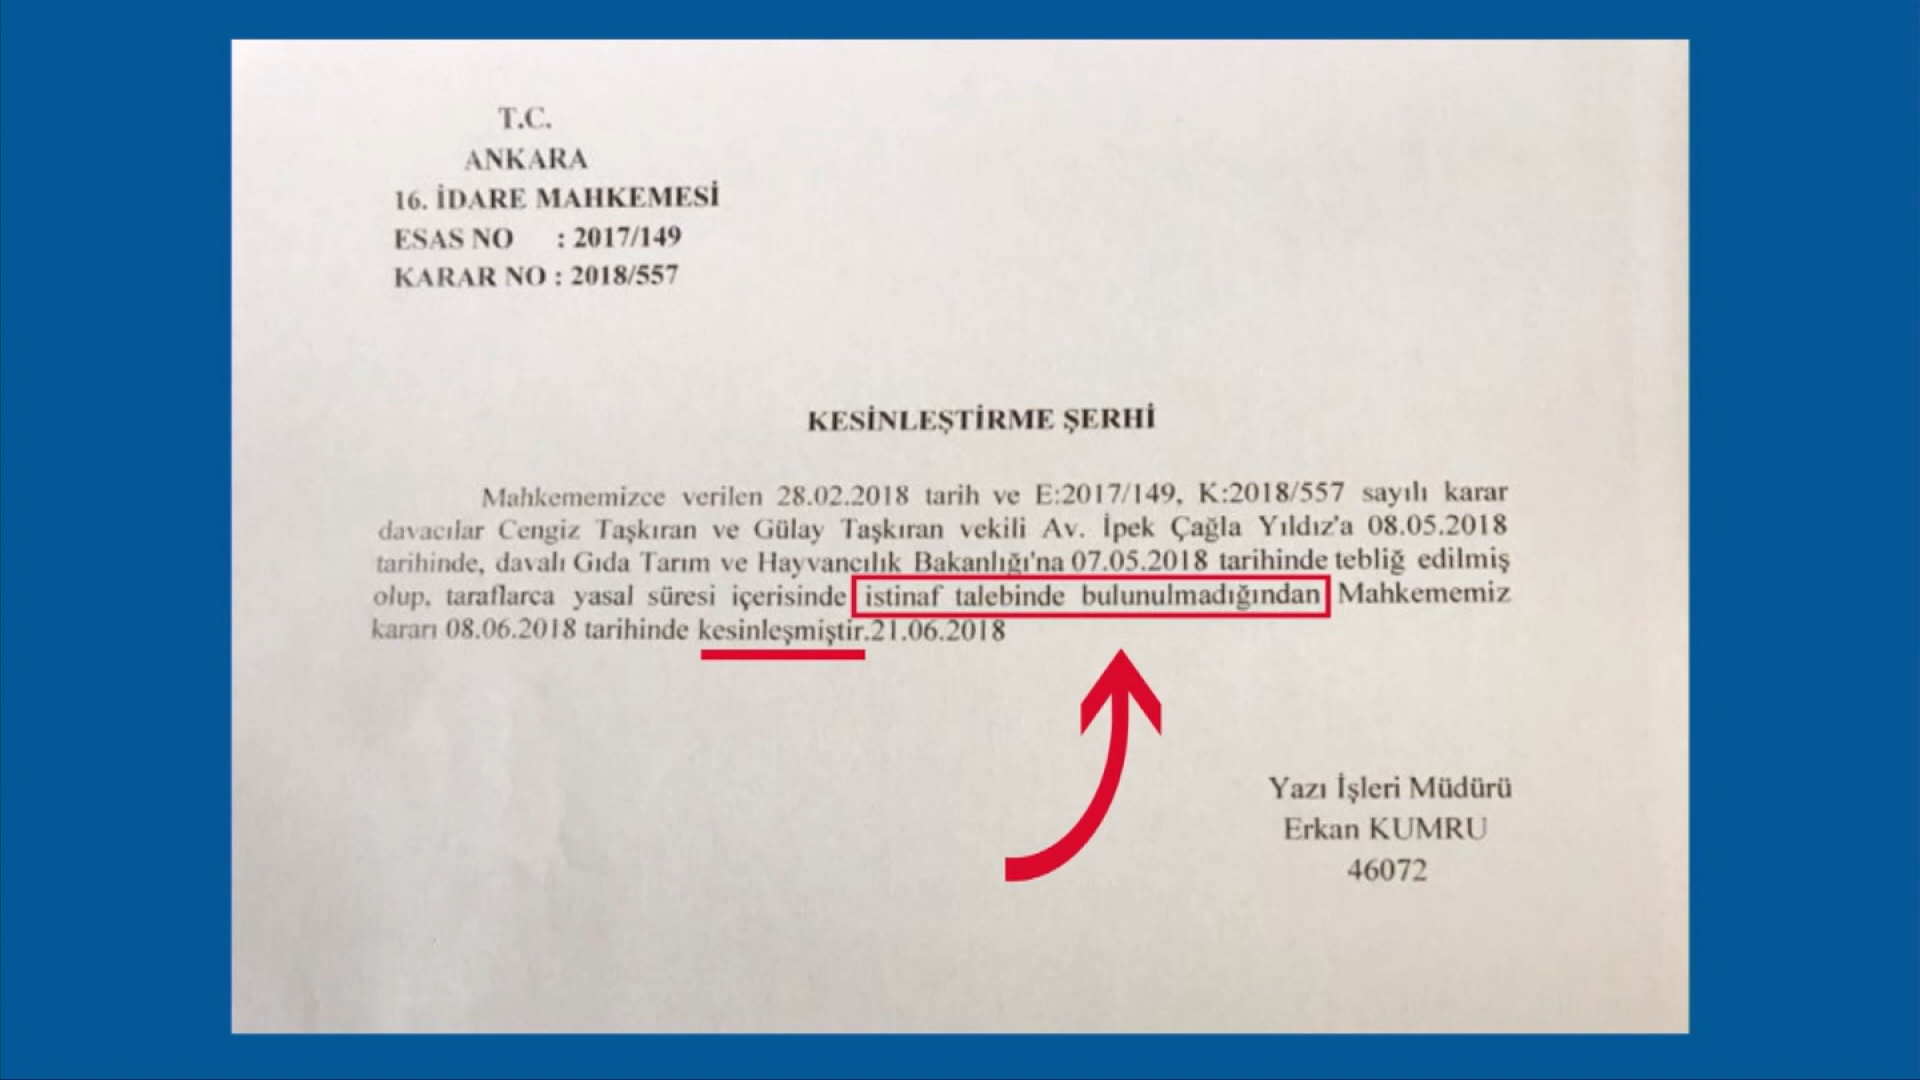 T.C.
ANKARA
16. İDARE MAHKEMESİ
ESAS NO : 2017/149
KARAR NO : 2018/557
KESİNLEŞTİRME ŞERHİ
Mahkememizce verilen 28.02.2018 tarih ve E:2017/149, K:2018/557 sayılı karar
davacılar Cengiz Taşkıran ve Gülay Taşkıran vekili Av. İpek Çağla Yıldız'a 08.05.2018
tarihinde, davalı Gıda Tarım ve Hayvancılık Bakanlığı'na 07.05.2018 tarihinde tebliğ edilmiş
olup, taraflarca yasal süresi içerisinde istinaf talebinde bulunulmadığından Mahkememiz
kararı 08.06.2018 tarihinde kesinleşmiştir.21.06.2018
Yazı İşleri Müdürü
Erkan KUMRU
46072